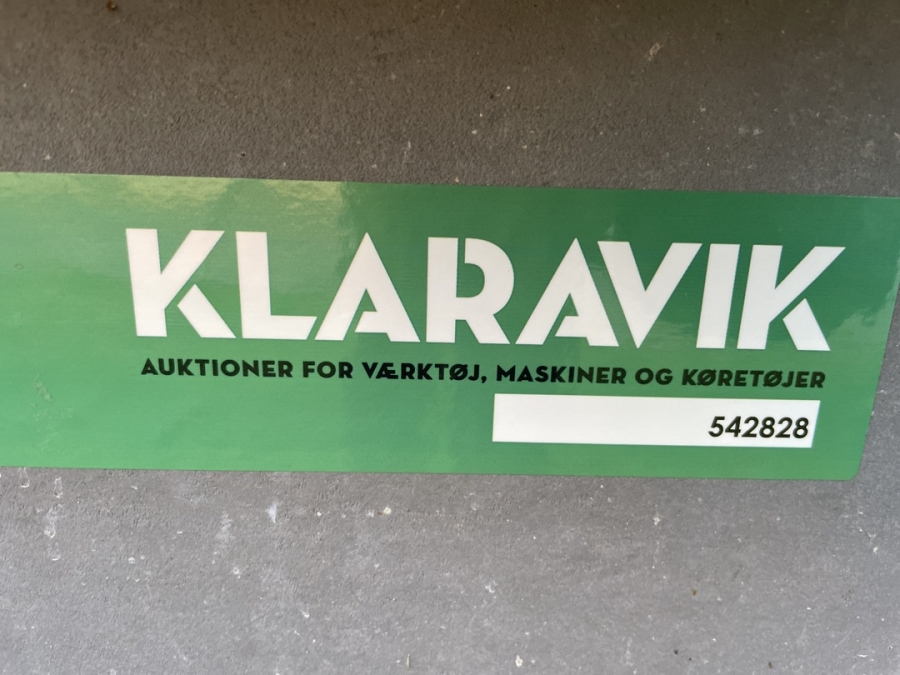 KLARAVIK
AUKTIONER FOR VÆRKTØJ, MASKINER OG KØRETØJER
542828